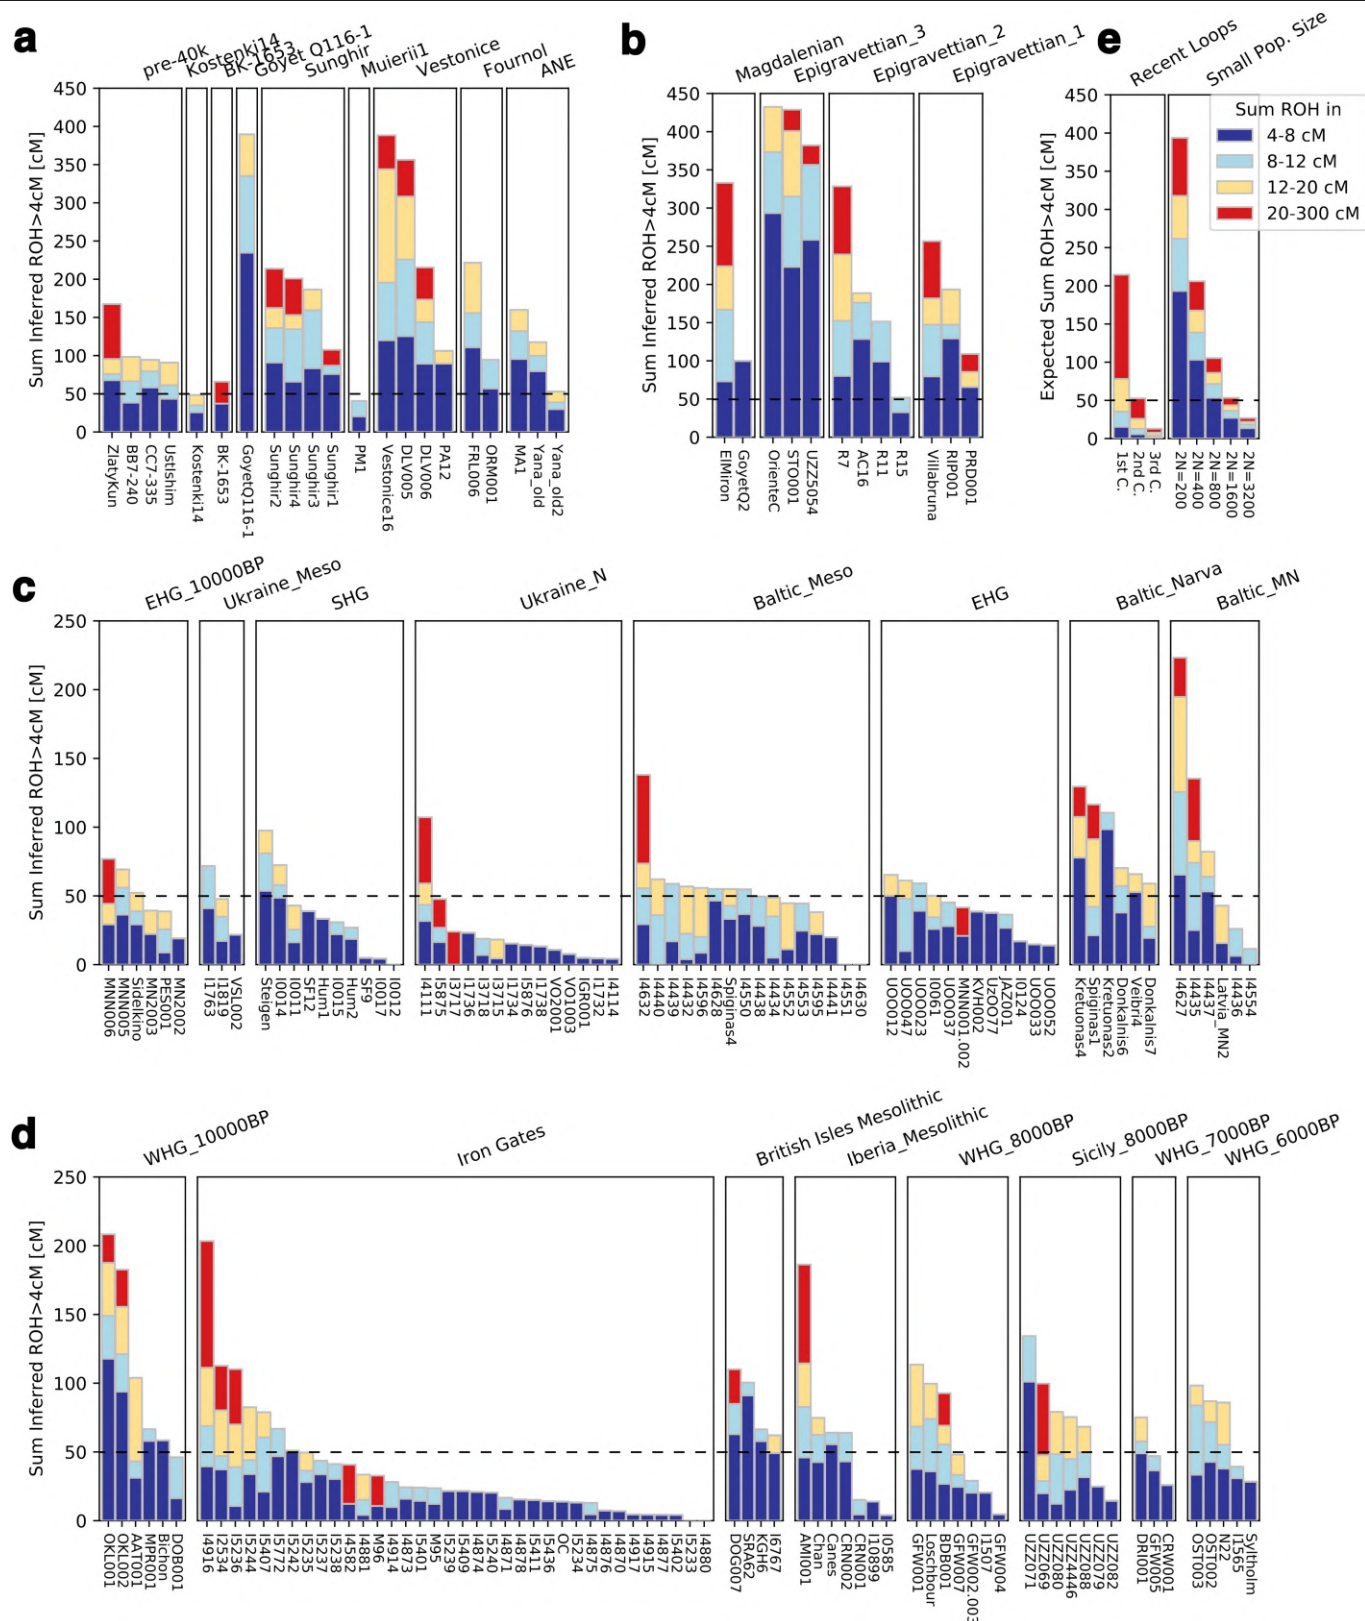 a
pre-40k
Kostenki14
BK-1653
Goyet Q116-1
Sunghir
Muierii1
Vestonice
Fournol
ANE
Sum Inferred ROH>4cM [cM]
450
400
350
300
250
200
150
100
50
0
ZlatyKun
BB7-240
CC7-335
UstIshim
Kostenki14
BK-1653
GoyetQ116-1
Sunghir2
Sunghir4
Sunghir3
Sunghir1
PM1
Vestonice16
DLV005
DLV006
PA12
FRL006
ORM001
MA1
Yana_old
Yana_old2
b
Magdalenian
Epigravettian_3
Epigravettian_2
Epigravettian_1
Sum Inferred ROH>4cM [cM]
450
400
350
300
250
200
150
100
50
0
ElMiron
GoyetQ2
OrienteC
STO001
UZZ5054
R7
AC16
R11
R15
Villabruna
RIP001
PRD001
e
Recent Loops
Small Pop. Size
Expected Sum ROH>4cM [cM]
450
400
350
300
250
200
150
100
50
0
Sum ROH in
4-8 cM
8-12 cM
12-20 cM
20-300 cM
1st C.
2nd C.
3rd C.
2N=200
2N=400
2N=800
2N=1600
2N=3200
c
EHG_10000BP
Ukraine_Meso
SHG
Ukraine_N
Baltic_Meso
EHG
Baltic_Narva
Baltic_MN
Sum Inferred ROH>4cM [cM]
250
200
150
100
50
0
MNN006
MNN005
Sidelkino
MN2003
PES001
MN2002
I1763
I1819
VSL002
Steigen
I0014
I0011
SF12
Hum1
I0015
Hum2
SF9
I0017
I0012
I4111
I5875
I3717
I1736
I3718
I3715
I1734
I5876
I1738
VO2001
VO1003
IGR001
I1732
I4114
I4632
I4440
I4439
I4432
I4596
I4628
Spiginas4
I4550
I4438
I4434
I4552
I4553
I4595
I4441
I4551
I4630
UOO012
UOO047
UOO023
I0061
UOO037
MNN001.002
KVH002
UzOO77
JAZ001
I0124
UOO033
UOO052
Kretuonas4
Spiginas1
Kretuonas2
Donkalnis6
Veibri4
Donkalnis7
I4627
I4435
I4437
Latvia_MN2
I4436
I4554
d
WHG_10000BP
Iron Gates
British Isles Mesolithic
Iberia_Mesolithic
WHG_8000BP
Sicily_8000BP
WHG_7000BP
WHG_6000BP
Sum Inferred ROH>4cM [cM]
250
200
150
100
50
0
OKL001
OKL002
AAT001
MPR001
Bichon
DOB001
I4916
I2534
I5236
I5244
I5407
I5772
I5242
I5235
I5237
I5238
I4582
I4881
M96
I4914
I5401
M95
I5239
I5409
I4874
I5240
I4871
I4878
I5411
I5436
OC
I5234
I4875
I4876
I4870
I4917
I4915
I4877
I5402
I5233
I4880
DOG007
SRA62
KGH6
I6767
AMI001
Chan
Canes
CRN002
CRN001
I10899
I0585
GFW001
Loschbour
BDB001
GFW007
GFW002.003
I1507
GFW004
UZZ071
UZZ069
UZZ080
UZZ4446
UZZ088
UZZ079
UZZ082
DRI001
GFW005
CRW001
OST003
OST002
N22
I1565
Syltholm